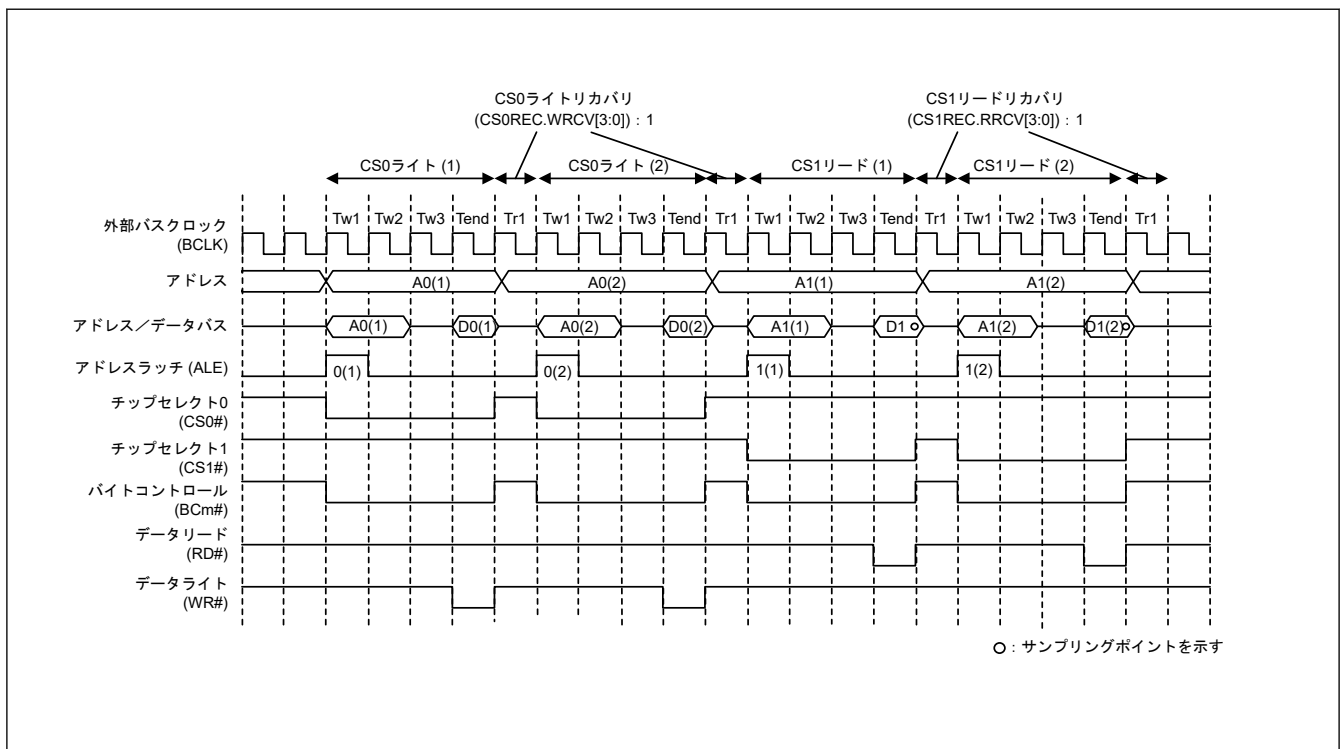 CS0ライトリカバリ
(CS0REC.WRCV[3:0])：1
CS1リードリカバリ
(CS1REC.RRCV[3:0])：1
CS0ライト (1)
CS0ライト (2)
CS1リード (1)
CS1リード (2)
Tw1 Tw2 Tw3 Tend Tr1 Tw1 Tw2 Tw3 Tend Tr1 Tw1 Tw2 Tw3 Tend Tr1 Tw1 Tw2 Tw3 Tend Tr1
外部バスクロック
(BCLK)
アドレス
A0(1) A0(2) A1(1) A1(2)
アドレス／データバス
A0(1) D0(1) A0(2) D0(2) A1(1) D1 A1(2) D1(2)
アドレスラッチ (ALE)
0(1) 0(2) 1(1) 1(2)
チップセレクト0
(CS0#)
チップセレクト1
(CS1#)
バイトコントロール
(BCm#)
データリード
(RD#)
データライト
(WR#)
：サンプリングポイントを示す